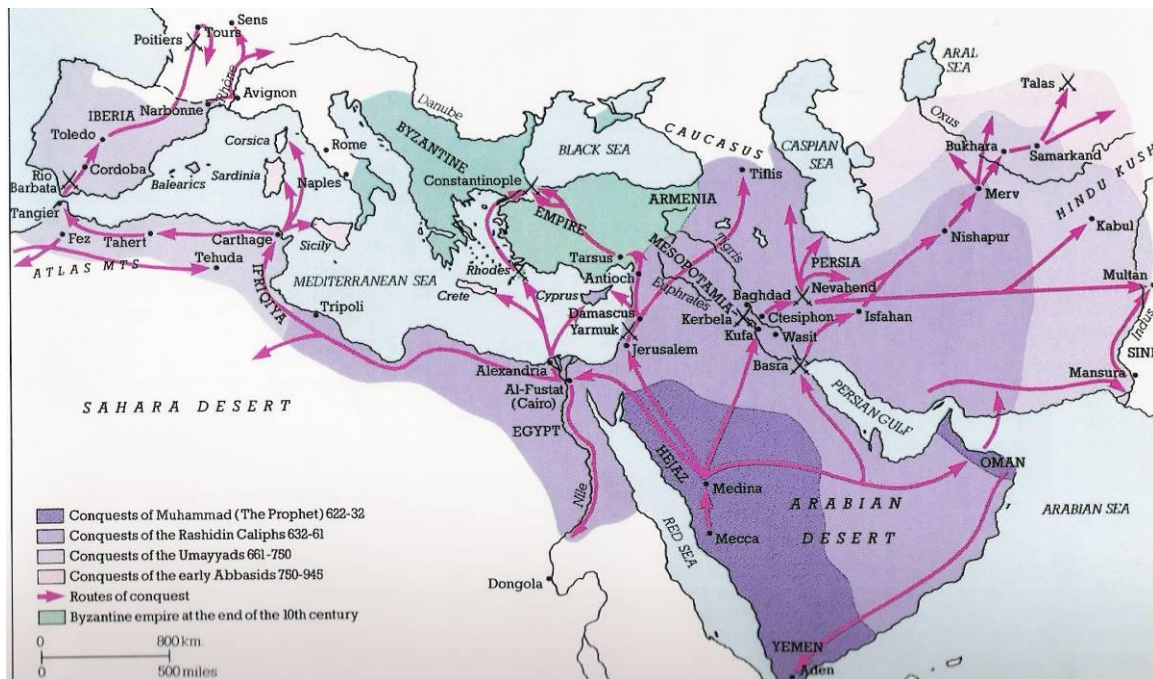 Sens
Tours
Poitiers
Rhône
Avignon
Narbonne
IBERIA
Toledo
Cordoba
Rio
Barbata
Tangier
Balearics
Corsica
Sardinia
Rome
Naples
Sicily
Fez
Tahert
Carthage
Tehuda
ATLAS MTS
IFRIQIYA
Tripoli
MEDITERRANEAN SEA
Danube
BYZANTINE
EMPIRE
Constantinople
BLACK SEA
CAUCASUS
CASPIAN
SEA
ARAL
SEA
Talas
Oxus
Bukhara
Samarkand
Merv
HINDU KUSH
Kabul
Nishapur
Tiflis
ARMENIA
MESOPOTAMIA
Tigris
Euphrates
Tarsus
Antioch
Rhodes
Crete
Cyprus
Damascus
Yarmuk
Jerusalem
PERSIA
Nevahend
Baghdad
Ctesiphon
Kerbela
Kufa
Wasit
Isfahan
Basra
Multan
Indus
SIN
Mansura
PERSIAN GULF
Alexandria
Al-Fustat
(Cairo)
EGYPT
Nile
SAHARA DESERT
HEJAZ
Medina
Mecca
ARABIAN
DESERT
OMAN
ARABIAN SEA
RED SEA
YEMEN
Aden
Dongola
Conquests of Muhammad (The Prophet) 622-32
Conquests of the Rashidin Caliphs 632-61
Conquests of the Umayyads 661-750
Conquests of the early Abbasids 750-945
Routes of conquest
Byzantine empire at the end of the 10th century
0 800 km.
0 500 miles